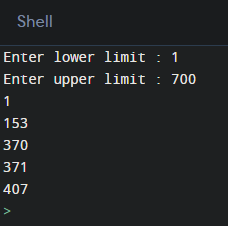 Shell
Enter lower limit : 1
Enter upper limit : 700
1
153
370
371
407
>